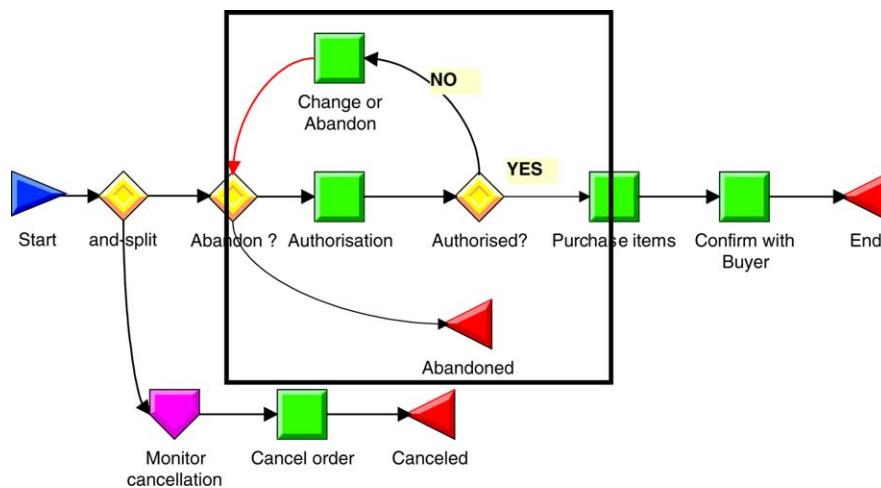 Change or
Abandon
NO
YES
Start
and-split
Abandon ?
Authorisation
Authorised?
Purchase items
Confirm with
Buyer
End
Abandoned
Monitor
cancellation
Cancel order
Canceled